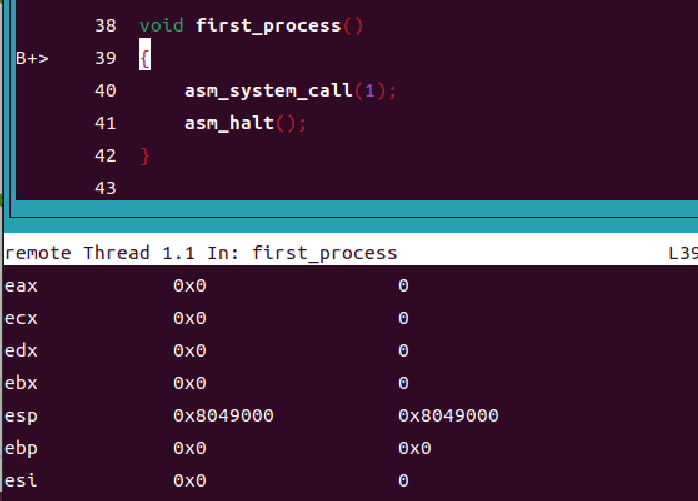 38 void first_process()
B+> 39 {
40 asm_system_call(1);
41 asm_halt();
42 }
43
remote Thread 1.1 In: first_process L39
eax 0x0 0
ecx 0x0 0
edx 0x0 0
ebx 0x0 0
esp 0x8049000 0x8049000
ebp 0x0 0x0
esi 0x0 0